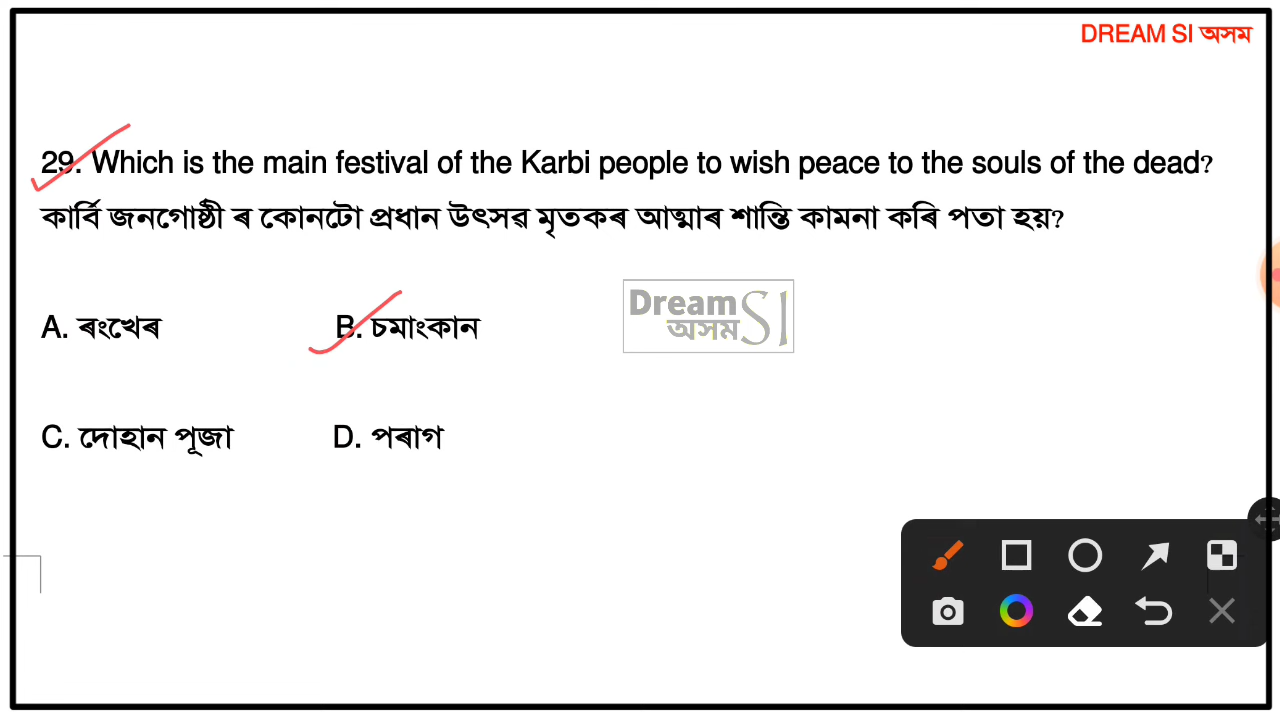 DREAM SI অসম
29. Which is the main festival of the Karbi people to wish peace to the souls of the dead?
কাৰ্বি জনগোষ্ঠী ৰ কোনটো প্ৰধান উৎসৱ মৃতকৰ আত্মাৰ শান্তি কামনা কৰি পতা হয়?
A. ৰংখেৰ B. চমাংকান
Dream SI
অসম
C. দোহান পূজা D. পৰাগ